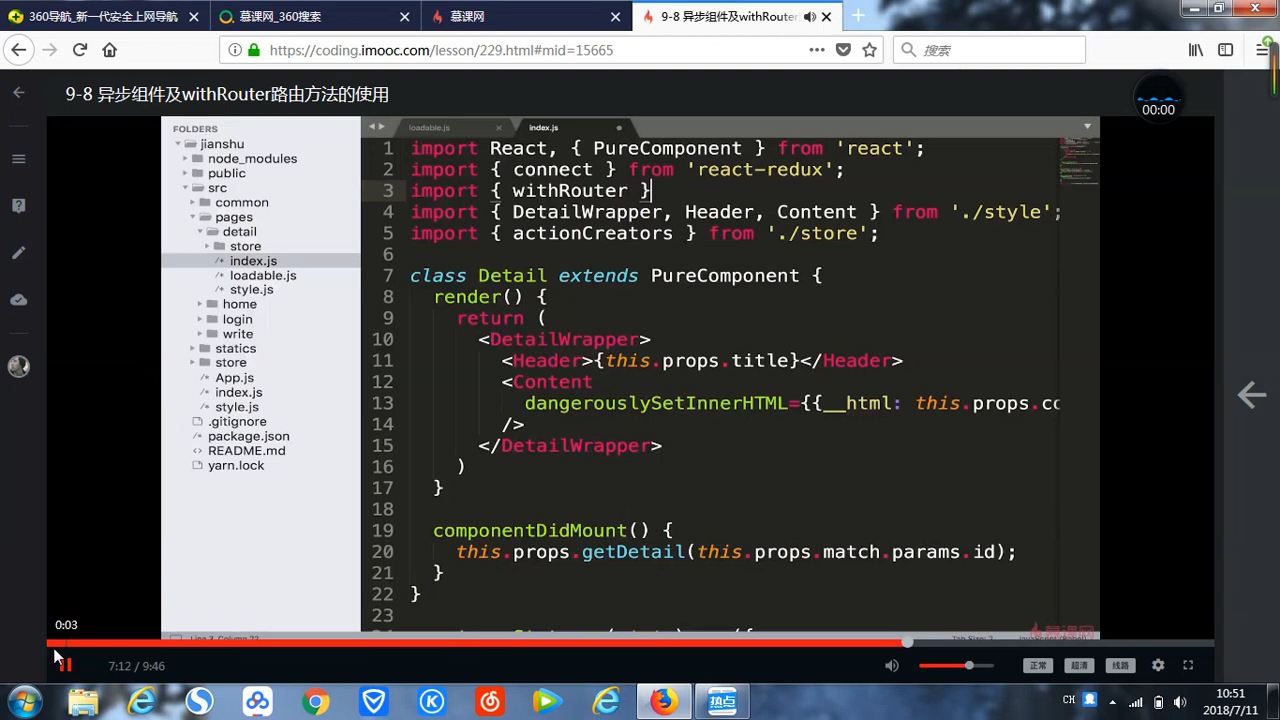 360导航_新一代安全上网导航
慕课网_360搜索
慕课网
9-8 异步组件及withRouter
https://coding.imooc.com/lesson/229.html#mid=15665
搜索
9-8 异步组件及withRouter路由方法的使用
00:00
FOLDERS
jianshu
node_modules
public
src
common
pages
detail
store
index.js
loadable.js
style.js
home
login
write
statics
store
App.js
index.js
style.js
.gitignore
package.json
README.md
yarn.lock
loadable.js
index.js
1 import React, { PureComponent } from 'react';
2 import { connect } from 'react-redux';
3 import { withRouter }
4 import { DetailWrapper, Header, Content } from './style';
5 import { actionCreators } from './store';
6
7 class Detail extends PureComponent {
8 render() {
9 return (
10 <DetailWrapper>
11 <Header>{this.props.title}</Header>
12 <Content
13 dangerouslySetInnerHTML={{__html: this.props.co
14 />
15 </DetailWrapper>
16 )
17 }
18
19 componentDidMount() {
20 this.props.getDetail(this.props.match.params.id);
21 }
22 }
23
慕课网
0:03
7:12 / 9:46
正常
超清
线路
热点
CH
10:51
2018/7/11